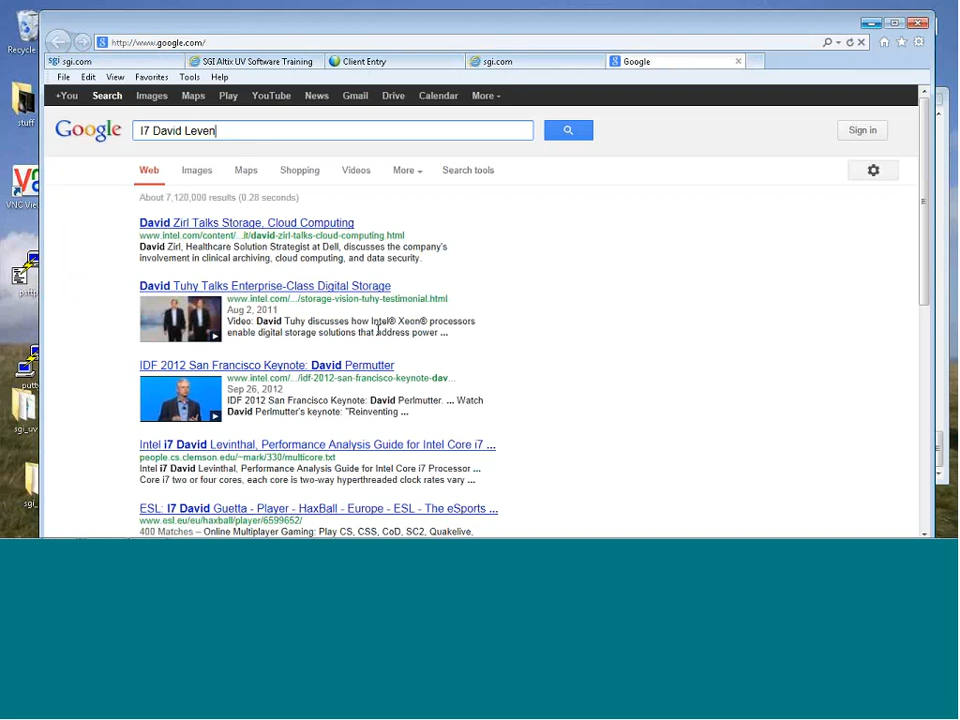 Recycle
http://www.google.com/
sgi sgi.com
SGI Altix UV Software Training
Client Entry
sgi.com
Google
File Edit View Favorites Tools Help
+You Search Images Maps Play YouTube News Gmail Drive Calendar More
stuff
Google
I7 David Leven
Sign in
Web Images Maps Shopping Videos More Search tools
About 7,120,000 results (0.28 seconds)
VNC
David Zirl Talks Storage, Cloud Computing
www.intel.com/content/...it/david-zirl-talks-cloud-computing.html
David Zirl, Healthcare Solution Strategist at Dell, discusses the company's
involvement in clinical archiving, cloud computing, and data security.
David Tuhy Talks Enterprise-Class Digital Storage
www.intel.com/.../storage-vision-tuhy-testimonial.html
Aug 2, 2011
Video: David Tuhy discusses how Intel® Xeon® processors
enable digital storage solutions that address power ...
IDF 2012 San Francisco Keynote: David Permutter
www.intel.com/.../idf-2012-san-francisco-keynote-dav...
Sep 26, 2012
IDF 2012 San Francisco Keynote: David Perlmutter. ... Watch
David Perlmutter's keynote: "Reinventing ...
putt
sgi_uv
Intel i7 David Levinthal, Performance Analysis Guide for Intel Core i7 ...
people.cs.clemson.edu/~mark/330/multicore.txt
Intel i7 David Levinthal, Performance Analysis Guide for Intel Core i7 Processor ...
Core i7 two or four cores, each core is two-way hyperthreaded clock rates vary ...
sgi_
ESL: I7 David Guetta - Player - HaxBall - Europe - ESL - The eSports ...
www.esl.eu/eu/haxball/player/6599652/
400 Matches – Online Multiplayer Gaming: Play CS, CSS, CoD, SC2, Quakelive,